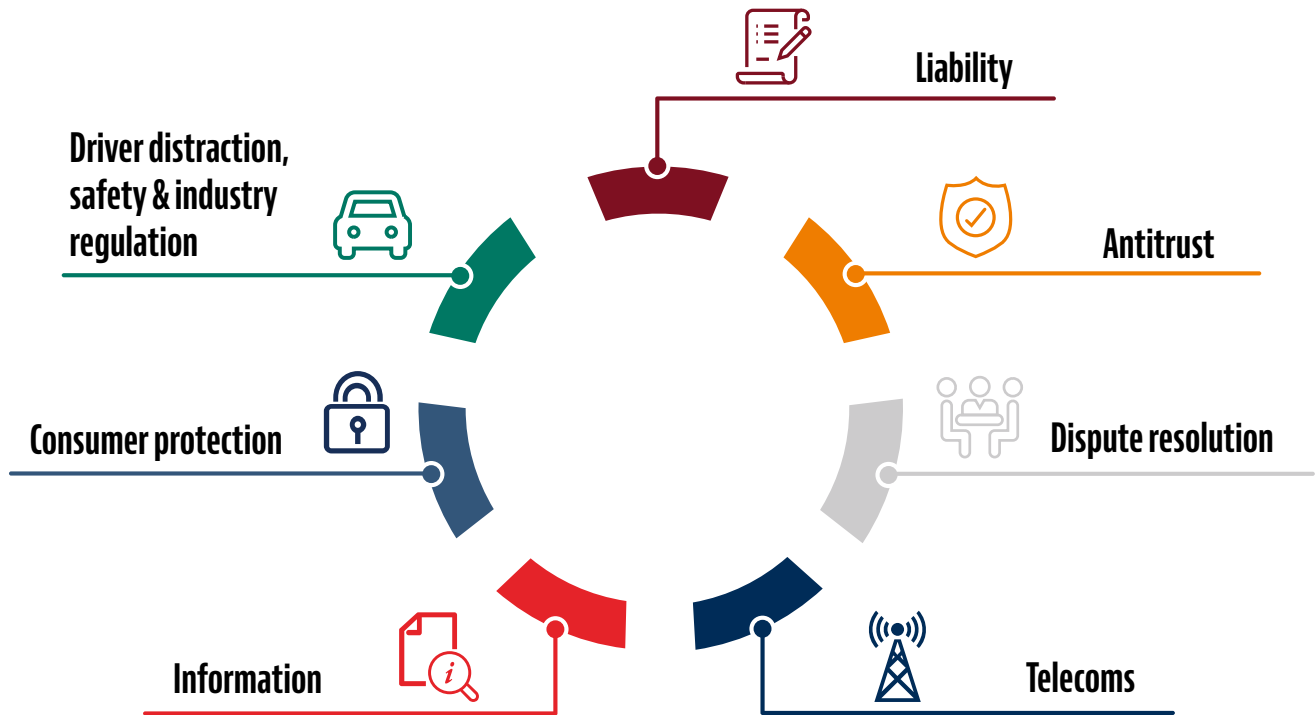 Liability
Driver distraction,
safety & industry
regulation
Antitrust
Consumer protection
Dispute resolution
Information
i
Telecoms